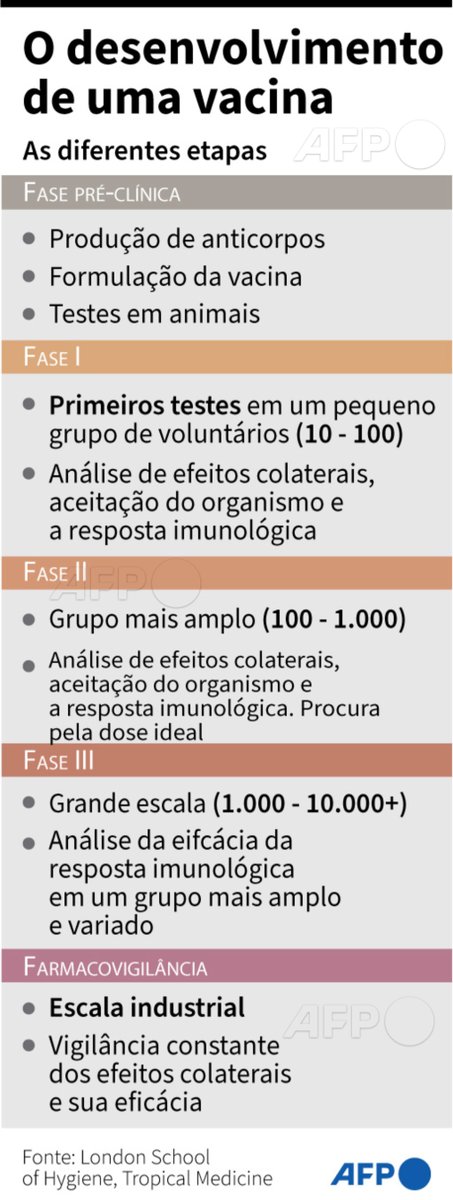 O desenvolvimento
de uma vacina
As diferentes etapas
AFP
FASE PRÉ-CLÍNICA
Produção de anticorpos
Formulação da vacina
Testes em animais
FASE I
Primeiros testes em um pequeno
grupo de voluntários (10 - 100)
Análise de efeitos colaterais,
aceitação do organismo e
a resposta imunológica
FASE II
AFP
Grupo mais amplo (100 - 1.000)
Análise de efeitos colaterais,
aceitação do organismo e
a resposta imunológica. Procura
pela dose ideal
FASE III
Grande escala (1.000 - 10.000+)
Análise da eifcácia da
resposta imunológica
em um grupo mais amplo
e variado
FARMACOVIGILÂNCIA
Escala industrial
AFP
Vigilância constante
dos efeitos colaterais
e sua eficácia
Fonte: London School
of Hygiene, Tropical Medicine
AFP